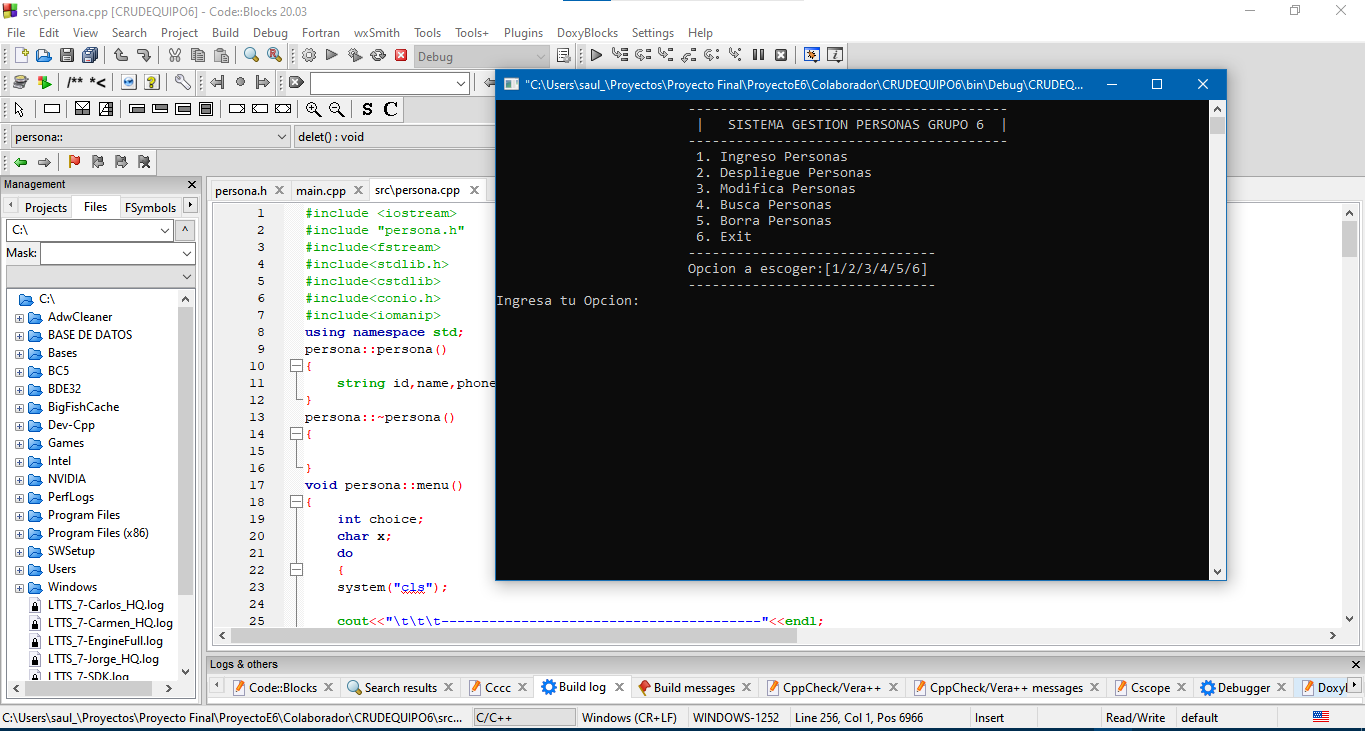 src\persona.cpp [CRUDEQUIPO6] - Code::Blocks 20.03
File Edit View Search Project Build Debug Fortran wxSmith Tools Tools+ Plugins DoxyBlocks Settings Help
Debug
/** *<
S C
persona:: delet() : void
Management
Projects Files FSymbols
C:\
Mask:
C:\
AdwCleaner
BASE DE DATOS
Bases
BC5
BDE32
BigFishCache
Dev-Cpp
Games
Intel
NVIDIA
PerfLogs
Program Files
Program Files (x86)
SWSetup
Users
Windows
LTTS_7-Carlos_HQ.log
LTTS_7-Carmen_HQ.log
LTTS_7-EngineFull.log
LTTS_7-Jorge_HQ.log
LTTS_7-SDK.log
persona.h main.cpp src\persona.cpp
1 #include <iostream>
2 #include "persona.h"
3 #include<fstream>
4 #include<stdlib.h>
5 #include<cstdlib>
6 #include<conio.h>
7 #include<iomanip>
8 using namespace std;
9 persona::persona()
10 {
11 string id,name,phone
12 }
13 persona::~persona()
14 {
15
16 }
17 void persona::menu()
18 {
19 int choice;
20 char x;
21 do
22 {
23 system("cls");
24
25 cout<<"\t\t\t----------------------------------------"<<endl;
"C:\Users\saul_\Proyectos\Proyecto Final\ProyectoE6\Colaborador\CRUDEQUIPO6\bin\Debug\CRUDEQ...
----------------------------------------
| SISTEMA GESTION PERSONAS GRUPO 6 |
----------------------------------------
1. Ingreso Personas
2. Despliegue Personas
3. Modifica Personas
4. Busca Personas
5. Borra Personas
6. Exit
-------------------------------
Opcion a escoger:[1/2/3/4/5/6]
-------------------------------
Ingresa tu Opcion:
Logs & others
Code::Blocks Search results Cccc Build log Build messages CppCheck/Vera++ CppCheck/Vera++ messages Cscope Debugger Doxyl
C:\Users\saul_\Proyectos\Proyecto Final\ProyectoE6\Colaborador\CRUDEQUIPO6\src... C/C++ Windows (CR+LF) WINDOWS-1252 Line 256, Col 1, Pos 6966 Insert Read/Write default